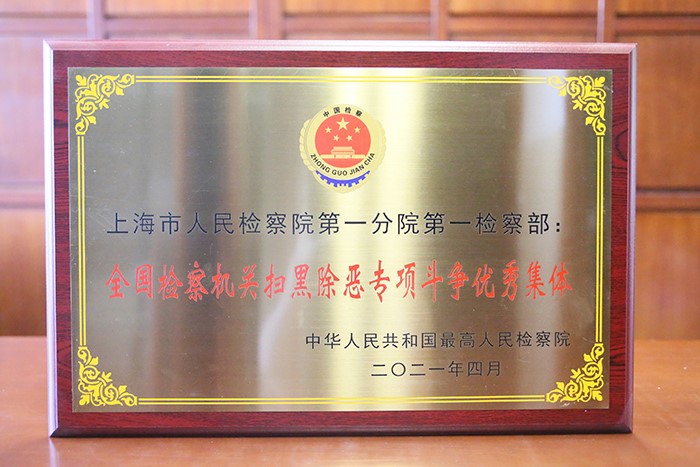 中国检察
ZHONG GUO JIAN CHA
上海市人民检察院第一分院第一检察部：
全国检察机关扫黑除恶专项斗争优秀集体
中华人民共和国最高人民检察院
二〇二一年四月